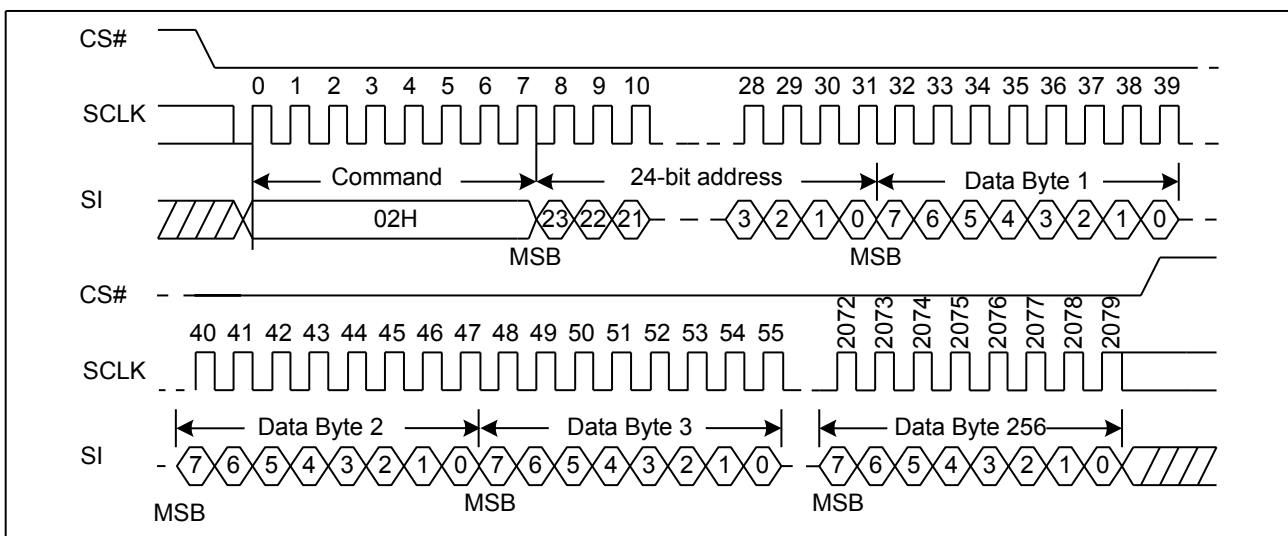 CS#
0 1 2 3 4 5 6 7 8 9 10 28 29 30 31 32 33 34 35 36 37 38 39
SCLK
Command 24-bit address Data Byte 1
SI
02H 23 22 21 3 2 1 0 7 6 5 4 3 2 1 0
MSB MSB
CS#
2072 2073 2074 2075 2076 2077 2078 2079
40 41 42 43 44 45 46 47 48 49 50 51 52 53 54 55
SCLK
Data Byte 2 Data Byte 3 Data Byte 256
SI
7 6 5 4 3 2 1 0 7 6 5 4 3 2 1 0 7 6 5 4 3 2 1 0
MSB MSB MSB